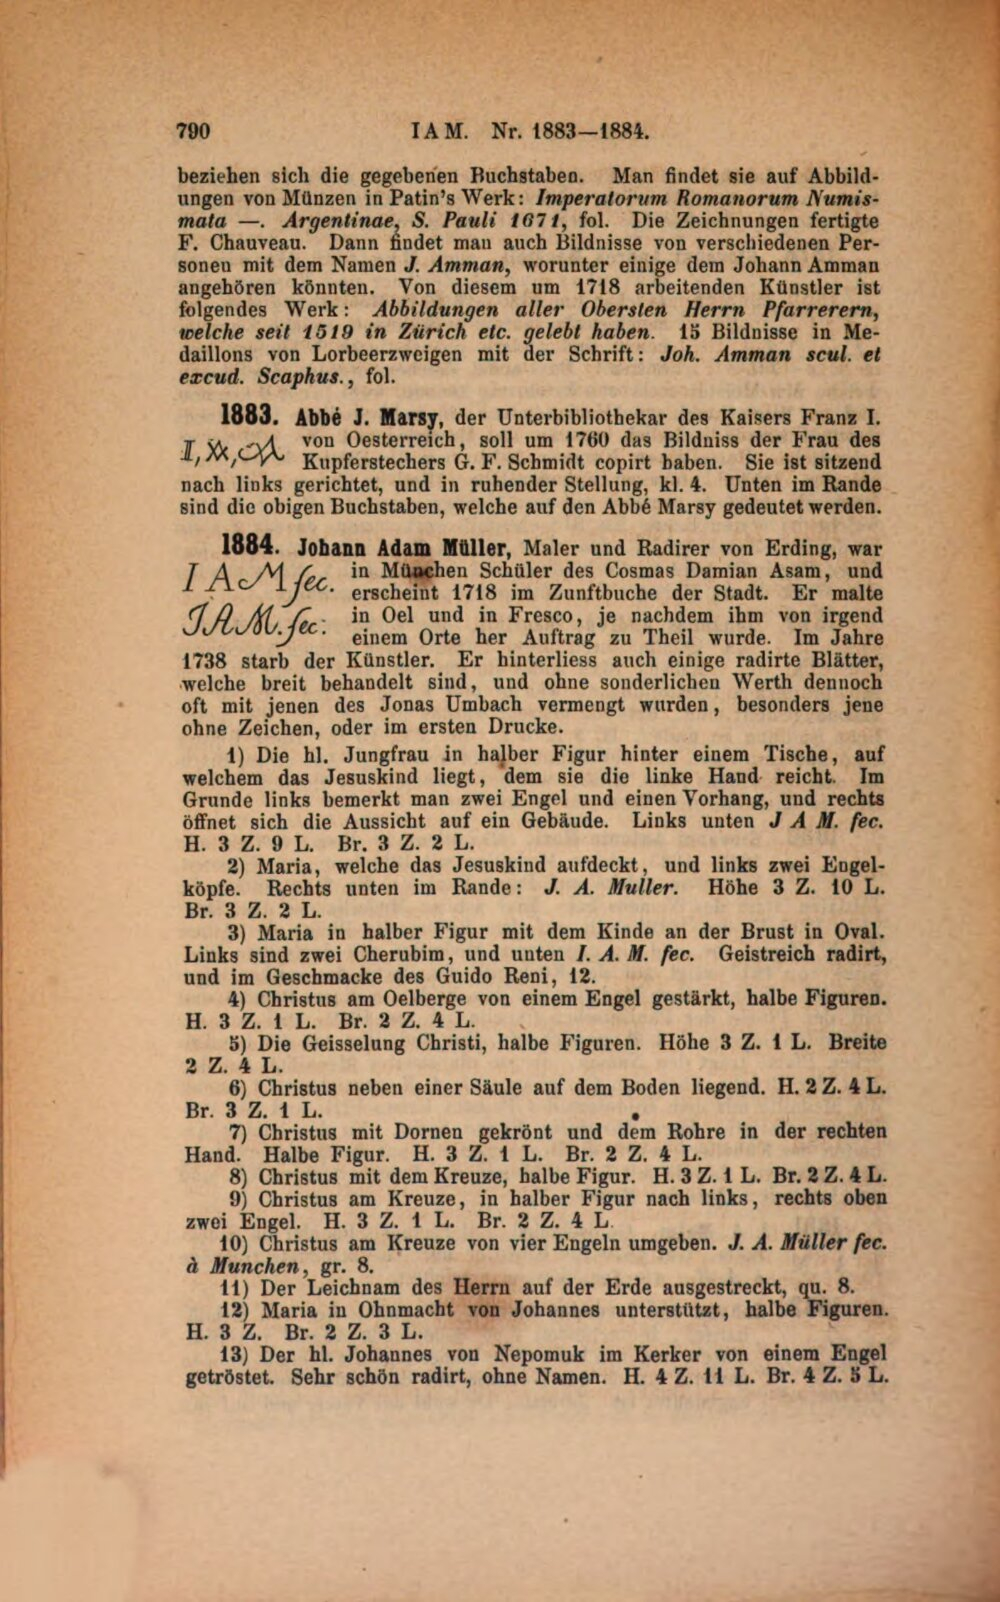 790 IAM. Nr. 1883—1884.
beziehen sich die gegebenen Buchstaben. Man findet sie auf Abbild-
ungen von Münzen in Patin's Werk: Imperatorum Romanorum Numis-
mata —. Argentinae, S. Pauli 1671, fol. Die Zeichnungen fertigte
F. Chauveau. Dann findet man auch Bildnisse von verschiedenen Per-
sonen mit dem Namen J. Amman, worunter einige dem Johann Amman
angehören könnten. Von diesem um 1718 arbeitenden Künstler ist
folgendes Werk: Abbildungen aller Obersten Herrn Pfarrerern,
welche seit 1519 in Zürich etc. gelebt haben. 15 Bildnisse in Me-
daillons von Lorbeerzweigen mit der Schrift: Joh. Amman scul. et
excud. Scaphus., fol.
1883. Abbé J. Marsy, der Unterbibliothekar des Kaisers Franz I.
von Oesterreich, soll um 1760 das Bildniss der Frau des
Kupferstechers G. F. Schmidt copirt haben. Sie ist sitzend
nach links gerichtet, und in ruhender Stellung, kl. 4. Unten im Rande
sind die obigen Buchstaben, welche auf den Abbé Marsy gedeutet werden.
1884. Johann Adam Müller, Maler und Radirer von Erding, war
I A M fec. in München Schüler des Cosmas Damian Asam, und
erscheint 1718 im Zunftbuche der Stadt. Er malte
J.A.M. fec. in Oel und in Fresco, je nachdem ihm von irgend
einem Orte her Auftrag zu Theil wurde. Im Jahre
1738 starb der Künstler. Er hinterliess auch einige radirte Blätter,
welche breit behandelt sind, und ohne sonderlichen Werth dennoch
oft mit jenen des Jonas Umbach vermengt wurden, besonders jene
ohne Zeichen, oder im ersten Drucke.
1) Die hl. Jungfrau in halber Figur hinter einem Tische, auf
welchem das Jesuskind liegt, dem sie die linke Hand reicht. Im
Grunde links bemerkt man zwei Engel und einen Vorhang, und rechts
öffnet sich die Aussicht auf ein Gebäude. Links unten J A M. fec.
H. 3 Z. 9 L. Br. 3 Z. 2 L.
2) Maria, welche das Jesuskind aufdeckt, und links zwei Engel-
köpfe. Rechts unten im Rande: J. A. Muller. Höhe 3 Z. 10 L.
Br. 3 Z. 2 L.
3) Maria in halber Figur mit dem Kinde an der Brust in Oval.
Links sind zwei Cherubim, und unten I. A. M. fec. Geistreich radirt,
und im Geschmacke des Guido Reni, 12.
4) Christus am Oelberge von einem Engel gestärkt, halbe Figuren.
H. 3 Z. 1 L. Br. 2 Z. 4 L.
5) Die Geisselung Christi, halbe Figuren. Höhe 3 Z. 1 L. Breite
2 Z. 4 L.
6) Christus neben einer Säule auf dem Boden liegend. H. 2 Z. 4 L.
Br. 3 Z. 1 L.
7) Christus mit Dornen gekrönt und dem Rohre in der rechten
Hand. Halbe Figur. H. 3 Z. 1 L. Br. 2 Z. 4 L.
8) Christus mit dem Kreuze, halbe Figur. H. 3 Z. 1 L. Br. 2 Z. 4 L.
9) Christus am Kreuze, in halber Figur nach links, rechts oben
zwei Engel. H. 3 Z. 1 L. Br. 2 Z. 4 L.
10) Christus am Kreuze von vier Engeln umgeben. J. A. Müller fec.
à Munchen, gr. 8.
11) Der Leichnam des Herrn auf der Erde ausgestreckt, qu. 8.
12) Maria in Ohnmacht von Johannes unterstützt, halbe Figuren.
H. 3 Z. Br. 2 Z. 3 L.
13) Der hl. Johannes von Nepomuk im Kerker von einem Engel
getröstet. Sehr schön radirt, ohne Namen. H. 4 Z. 11 L. Br. 4 Z. 5 L.